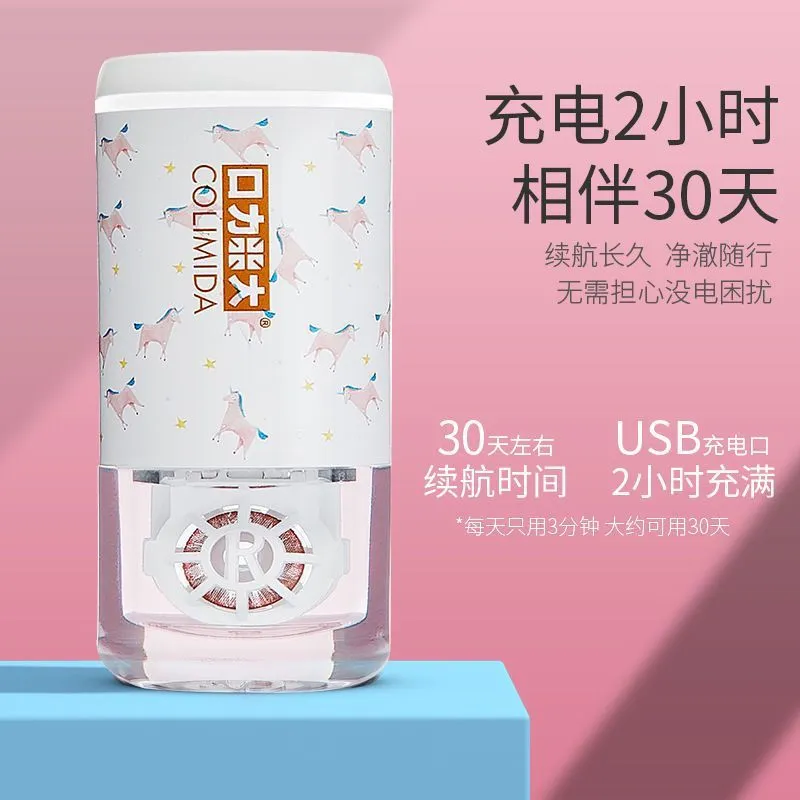 充电2小时
相伴30天
续航长久 净澈随行
无需担心没电困扰
口力米大
COLIMIDA
®
30天左右
续航时间
USB充电口
2小时充满
*每天只用3分钟 大约可用30天
R